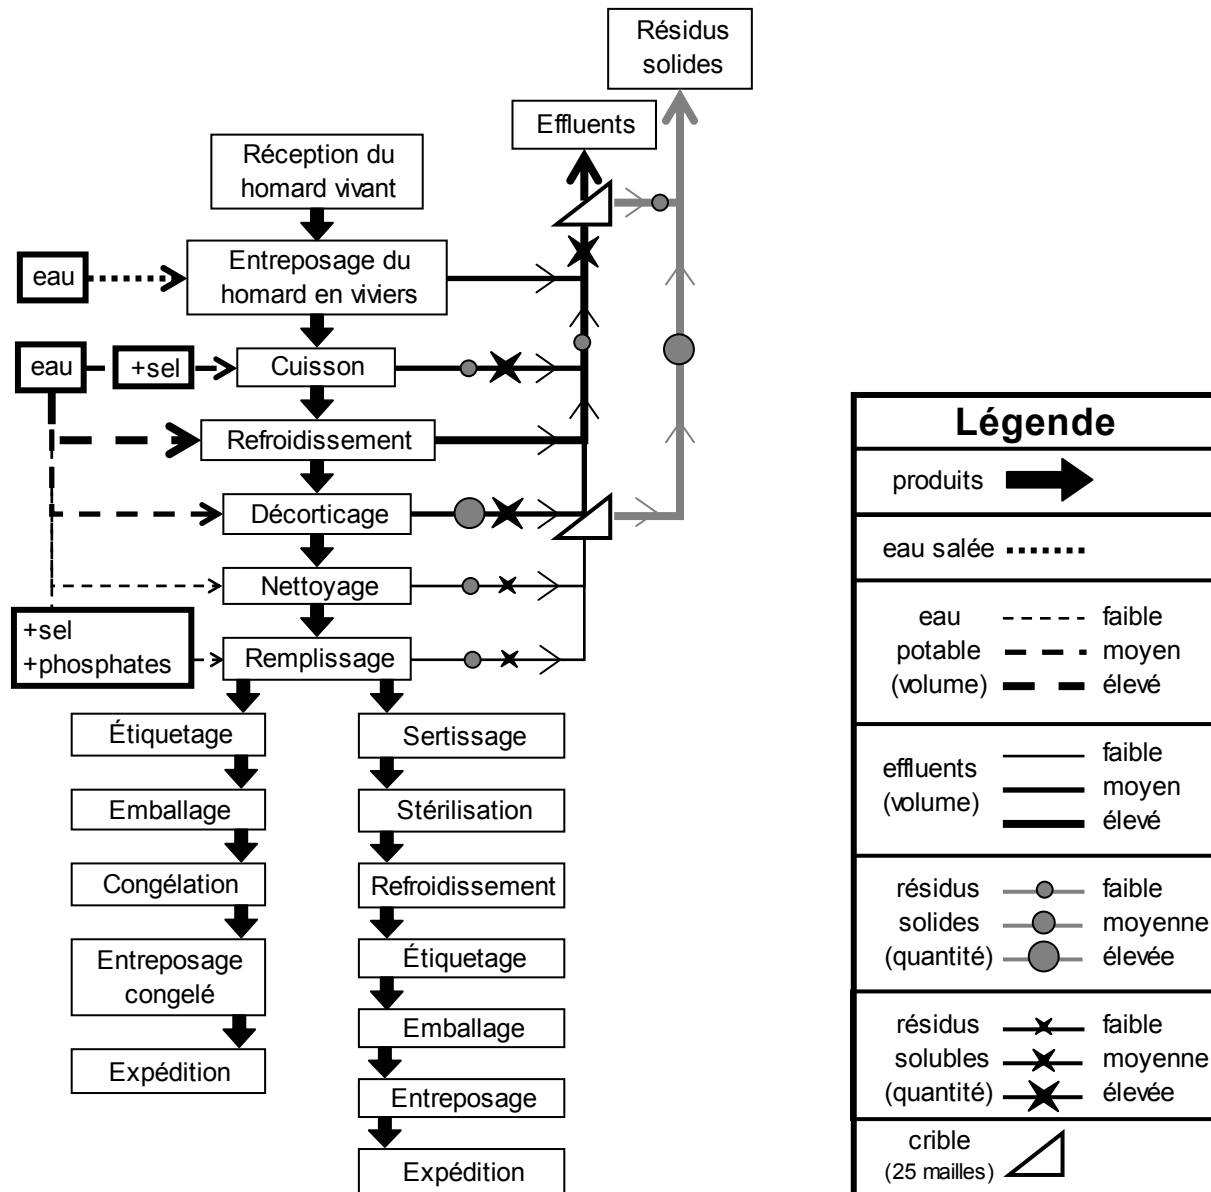 Résidus
solides
Effluents
Réception du
homard vivant
eau
Entreposage du
homard en viviers
eau
+sel
Cuisson
Refroidissement
Décorticage
Nettoyage
+sel
+phosphates
Remplissage
Étiquetage
Emballage
Congélation
Entreposage
congelé
Expédition
Sertissage
Stérilisation
Refroidissement
Étiquetage
Emballage
Entreposage
Expédition
Légende
produits
eau salée
eau
potable
(volume)
faible
moyen
élevé
effluents
(volume)
faible
moyen
élevé
résidus
solides
(quantité)
faible
moyenne
élevée
résidus
solubles
(quantité)
faible
moyenne
élevée
crible
(25 mailles)